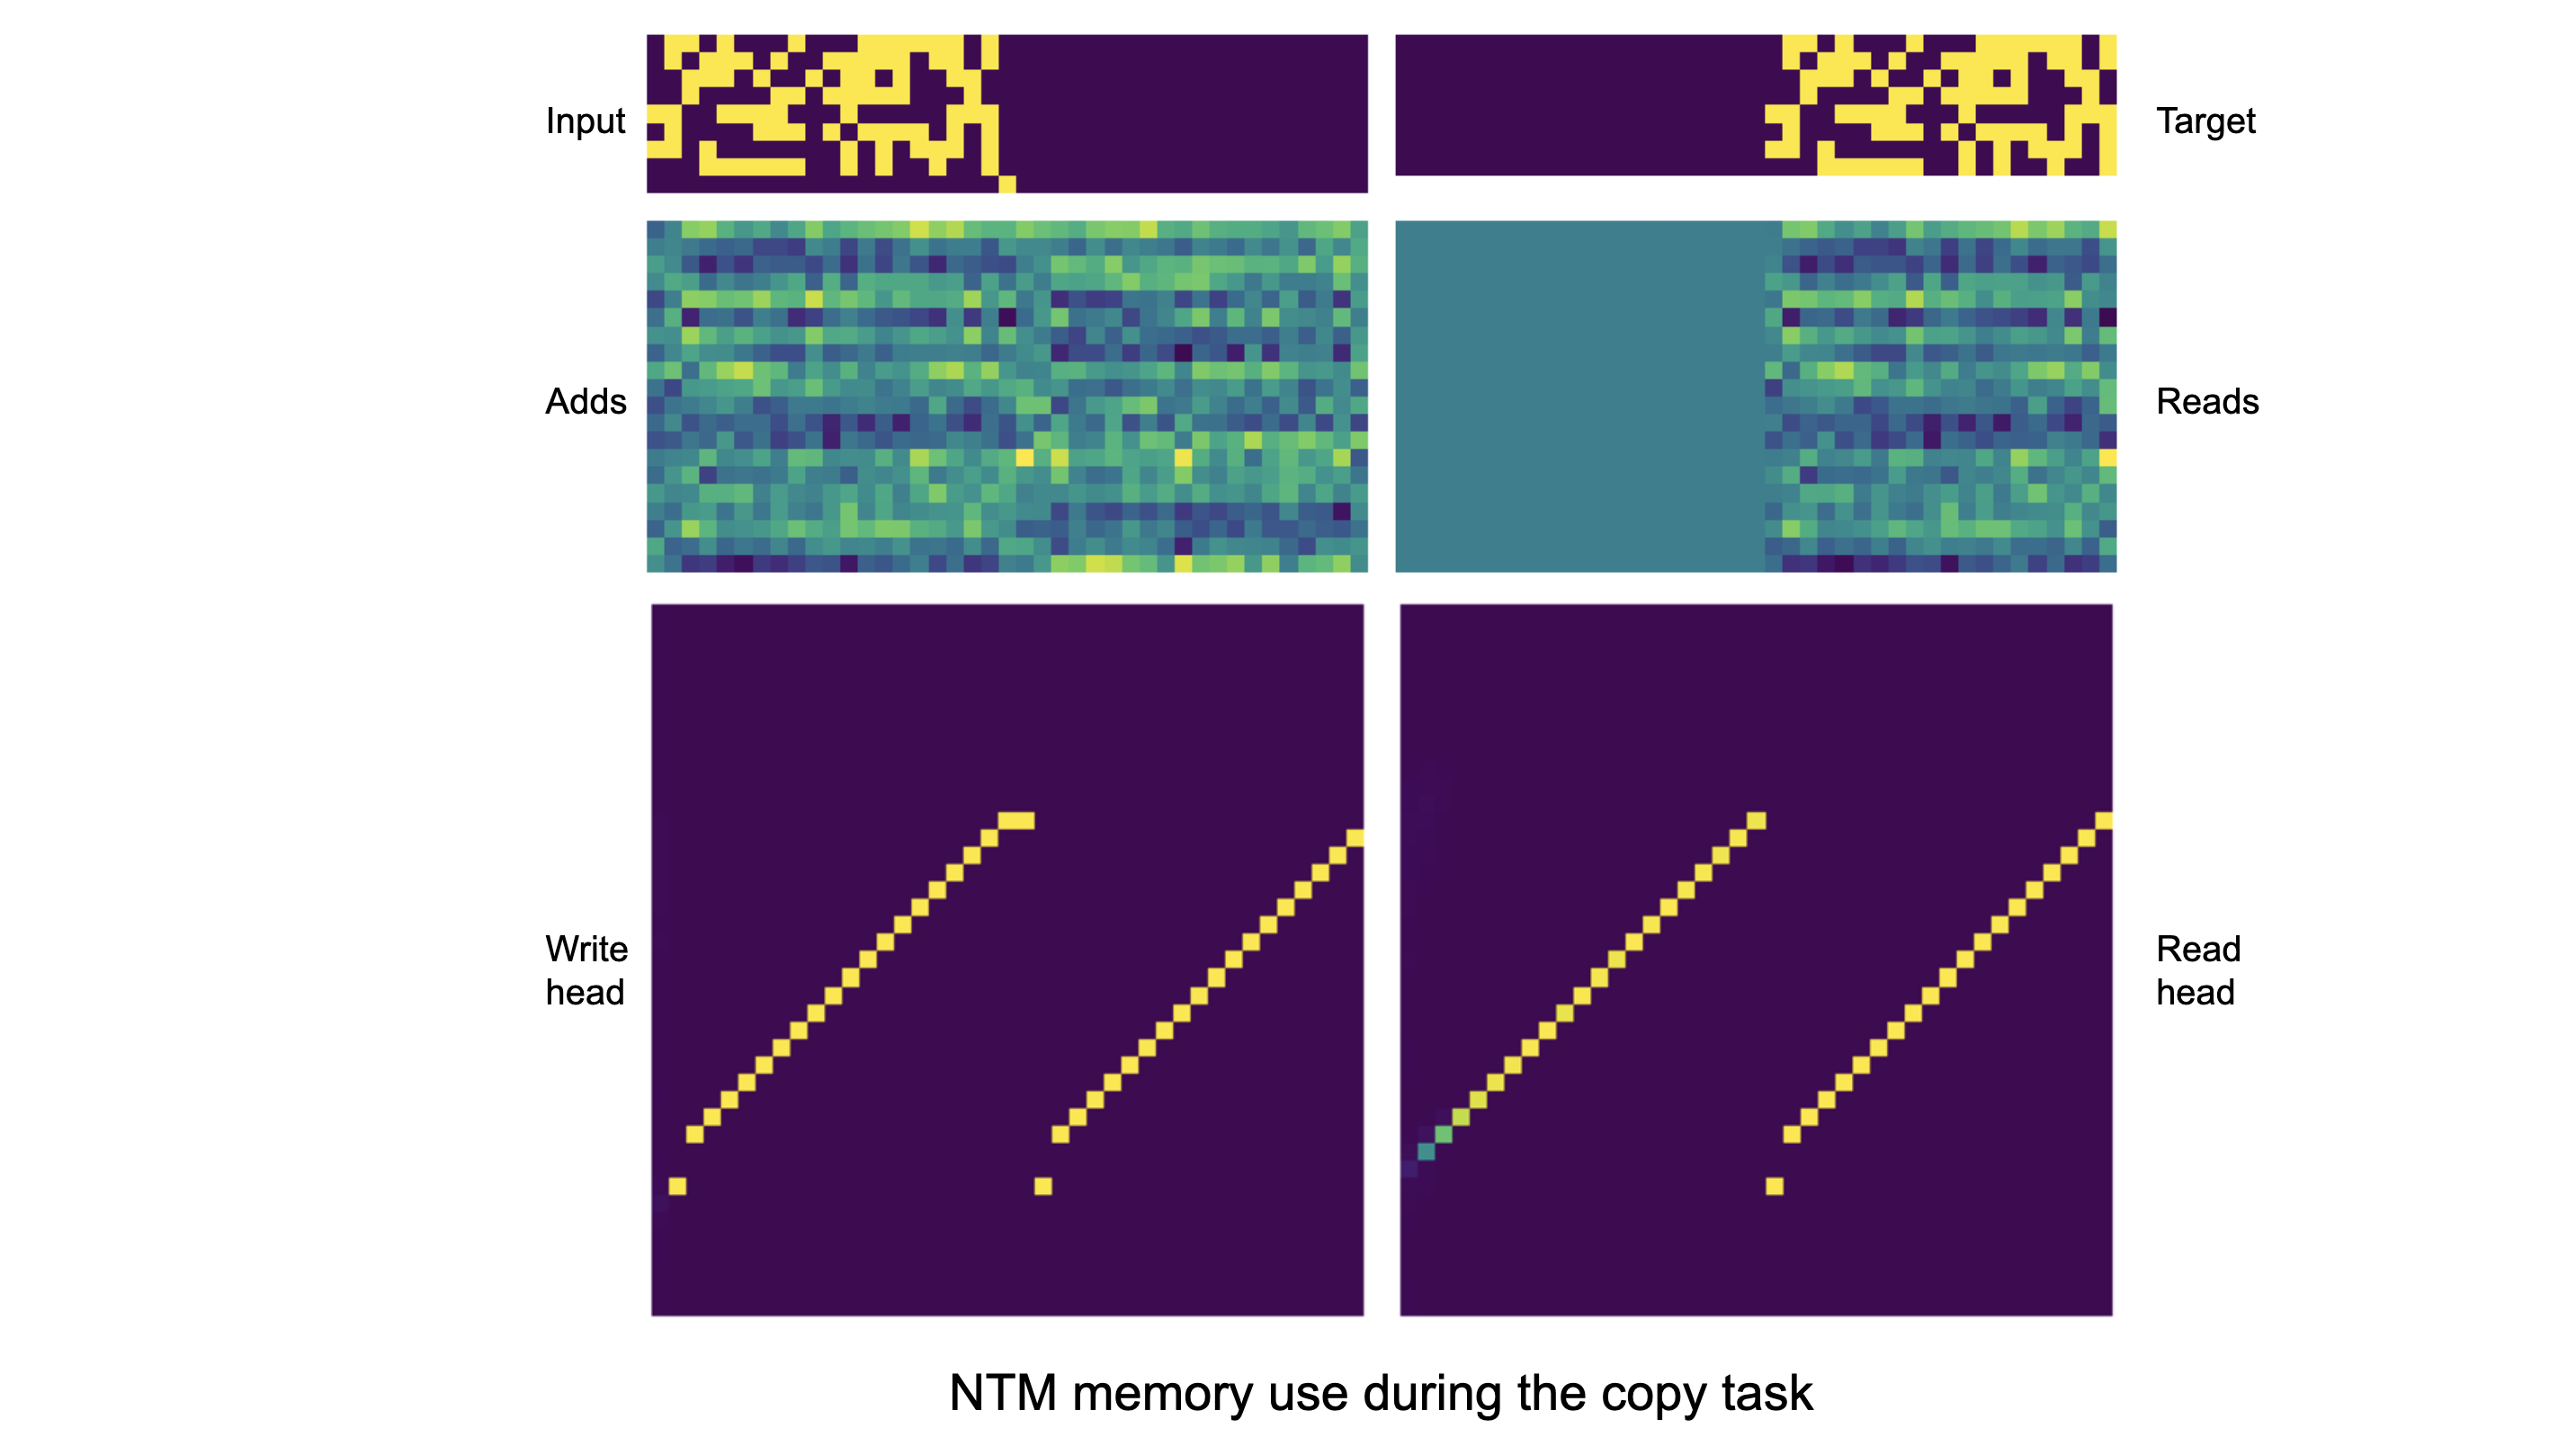 Input
Target
Adds
Reads
Write
head
Read
head
NTM memory use during the copy task